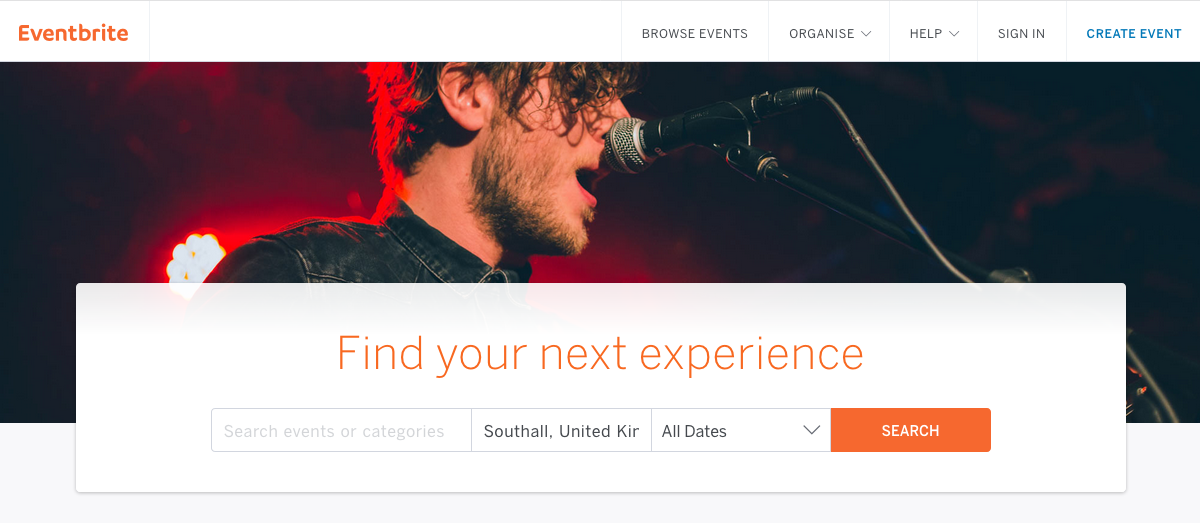 Eventbrite BROWSE EVENTS ORGANISE HELP SIGN IN CREATE EVENT
Find your next experience
Search events or categories Southall, United Kin All Dates SEARCH